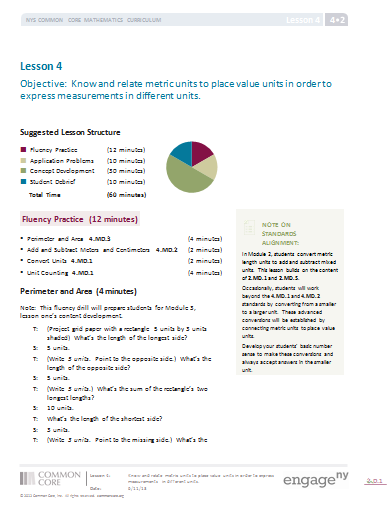 NYS COMMON CORE MATHEMATICS CURRICULUM
Lesson 4
4•2
Lesson 4
Objective: Know and relate metric units to place value units in order to
express measurements in different units.
Suggested Lesson Structure
Fluency Practice (12 minutes)
Application Problems (10 minutes)
Concept Development (30 minutes)
Student Debrief (10 minutes)
Total Time (60 minutes)
Fluency Practice (12 minutes)
• Perimeter and Area 4.MD.3 (4 minutes)
• Add and Subtract Meters and Centimeters 4.MD.2 (2 minutes)
• Convert Units 4.MD.1 (2 minutes)
• Unit Counting 4.MD.1 (4 minutes)
Perimeter and Area (4 minutes)
Note: This fluency drill will prepare students for Module 3,
lesson one's content development.
T: (Project grid paper with a rectangle 5 units by 3 units
shaded) What's the length of the longest side?
S: 5 units.
T: (Write 5 units. Point to the opposite side.) What's the
length of the opposite side?
S: 5 units.
T: (Write 5 units.) What's the sum of the rectangle's two
longest lengths?
S: 10 units.
T: What's the length of the shortest side?
S: 3 units.
T: (Write 3 units. Point to the missing side.) What's the
NOTE ON
STANDARDS
ALIGNMENT:
In Module 2, students convert metric
length units to add and subtract mixed
units. This lesson builds on the content
of 2.MD.1 and 2.MD.5.
Occasionally, students will work
beyond the 4.MD.1 and 4.MD.2
standards by converting from a smaller
to a larger unit. These advanced
conversions will be established by
connecting metric units to place value
units.
Develop your students' basic number
sense to make these conversions and
always accept answers in the smaller
unit.
COMMON
CORE
Lesson 4:
Know and relate metric units to place value units in order to express
measurements in different units.
Date:
engage ny
© 2013 Common Core, Inc. All rights reserved. commoncore.org